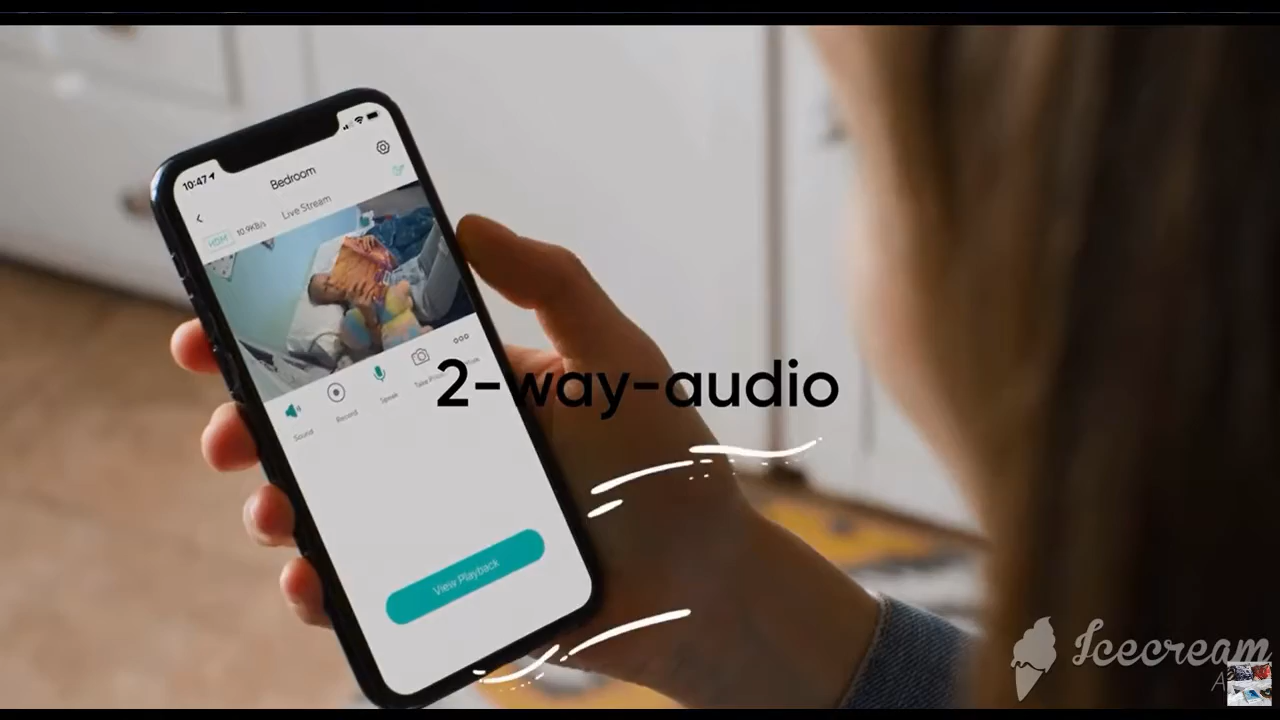 10:47
Bedroom
Live Stream
HDM 10.9KB/s
Sound
Record
Speak
2-way-audio
View Playback
Icecream